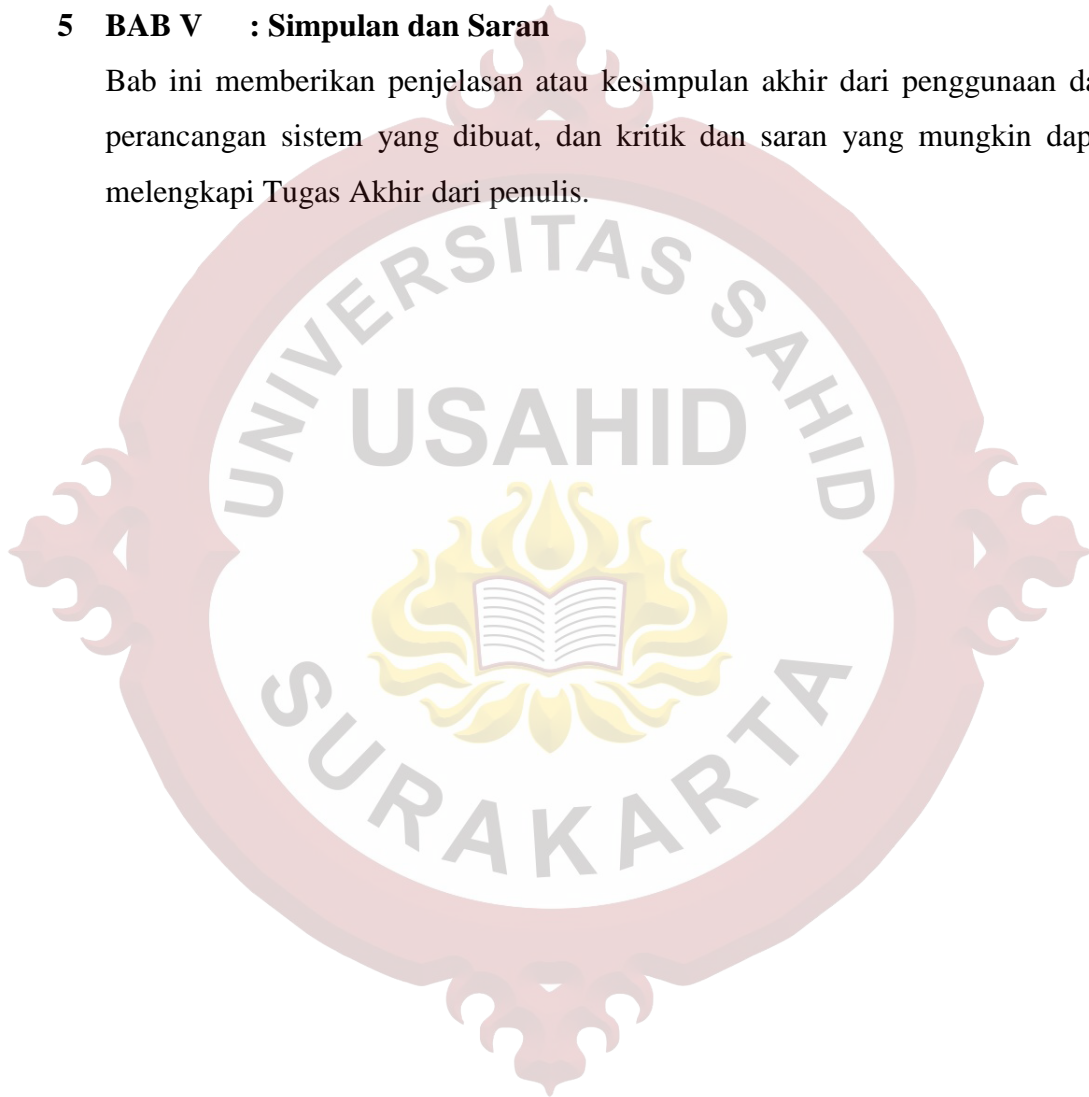 5 BAB V : Simpulan dan Saran
Bab ini memberikan penjelasan atau kesimpulan akhir dari penggunaan da
perancangan sistem yang dibuat, dan kritik dan saran yang mungkin dap
melengkapi Tugas Akhir dari penulis.
UNIVERSITAS SAHID
USAHID
SURAKARTA